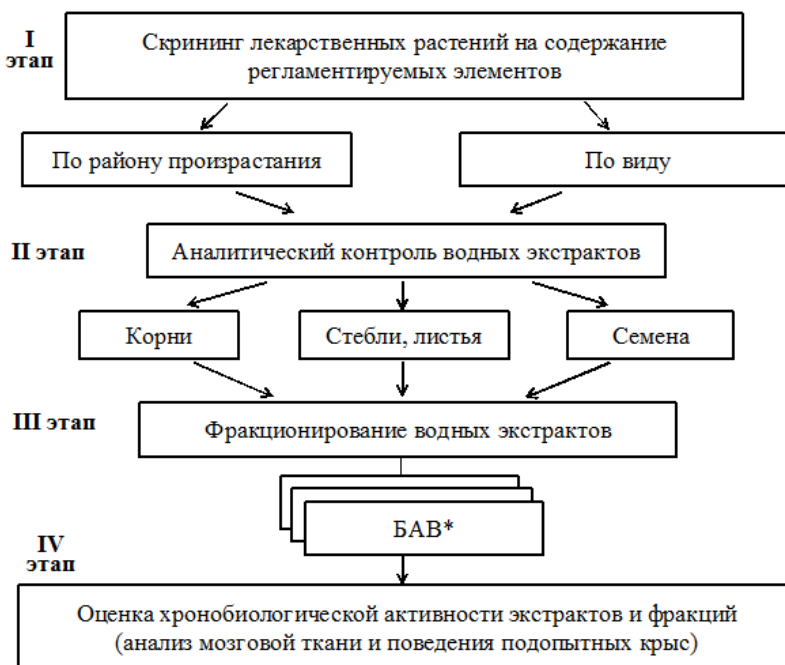 I
этап
Скрининг лекарственных растений на содержание
регламентируемых элементов
По району произрастания
По виду
II этап
Аналитический контроль водных экстрактов
Корни
Стебли, листья
Семена
III этап
Фракционирование водных экстрактов
БАВ*
IV
этап
Оценка хронобиологической активности экстрактов и фракций
(анализ мозговой ткани и поведения подопытных крыс)